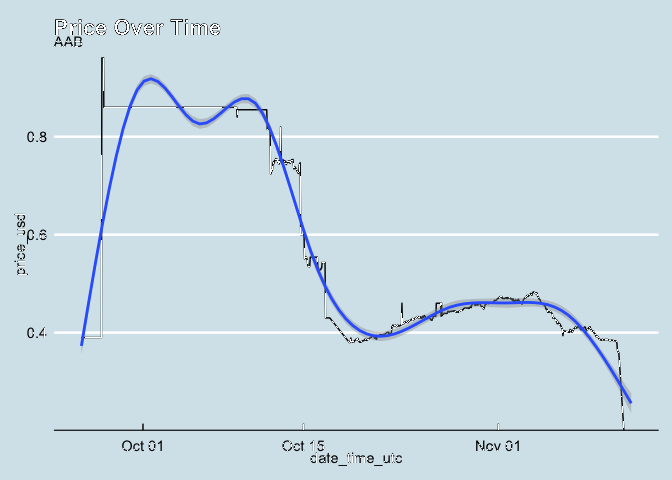 Price Over Time
AAB
price_usd
0.8
0.6
0.4
Oct 01
Oct 15
Nov 01
date_time_utc